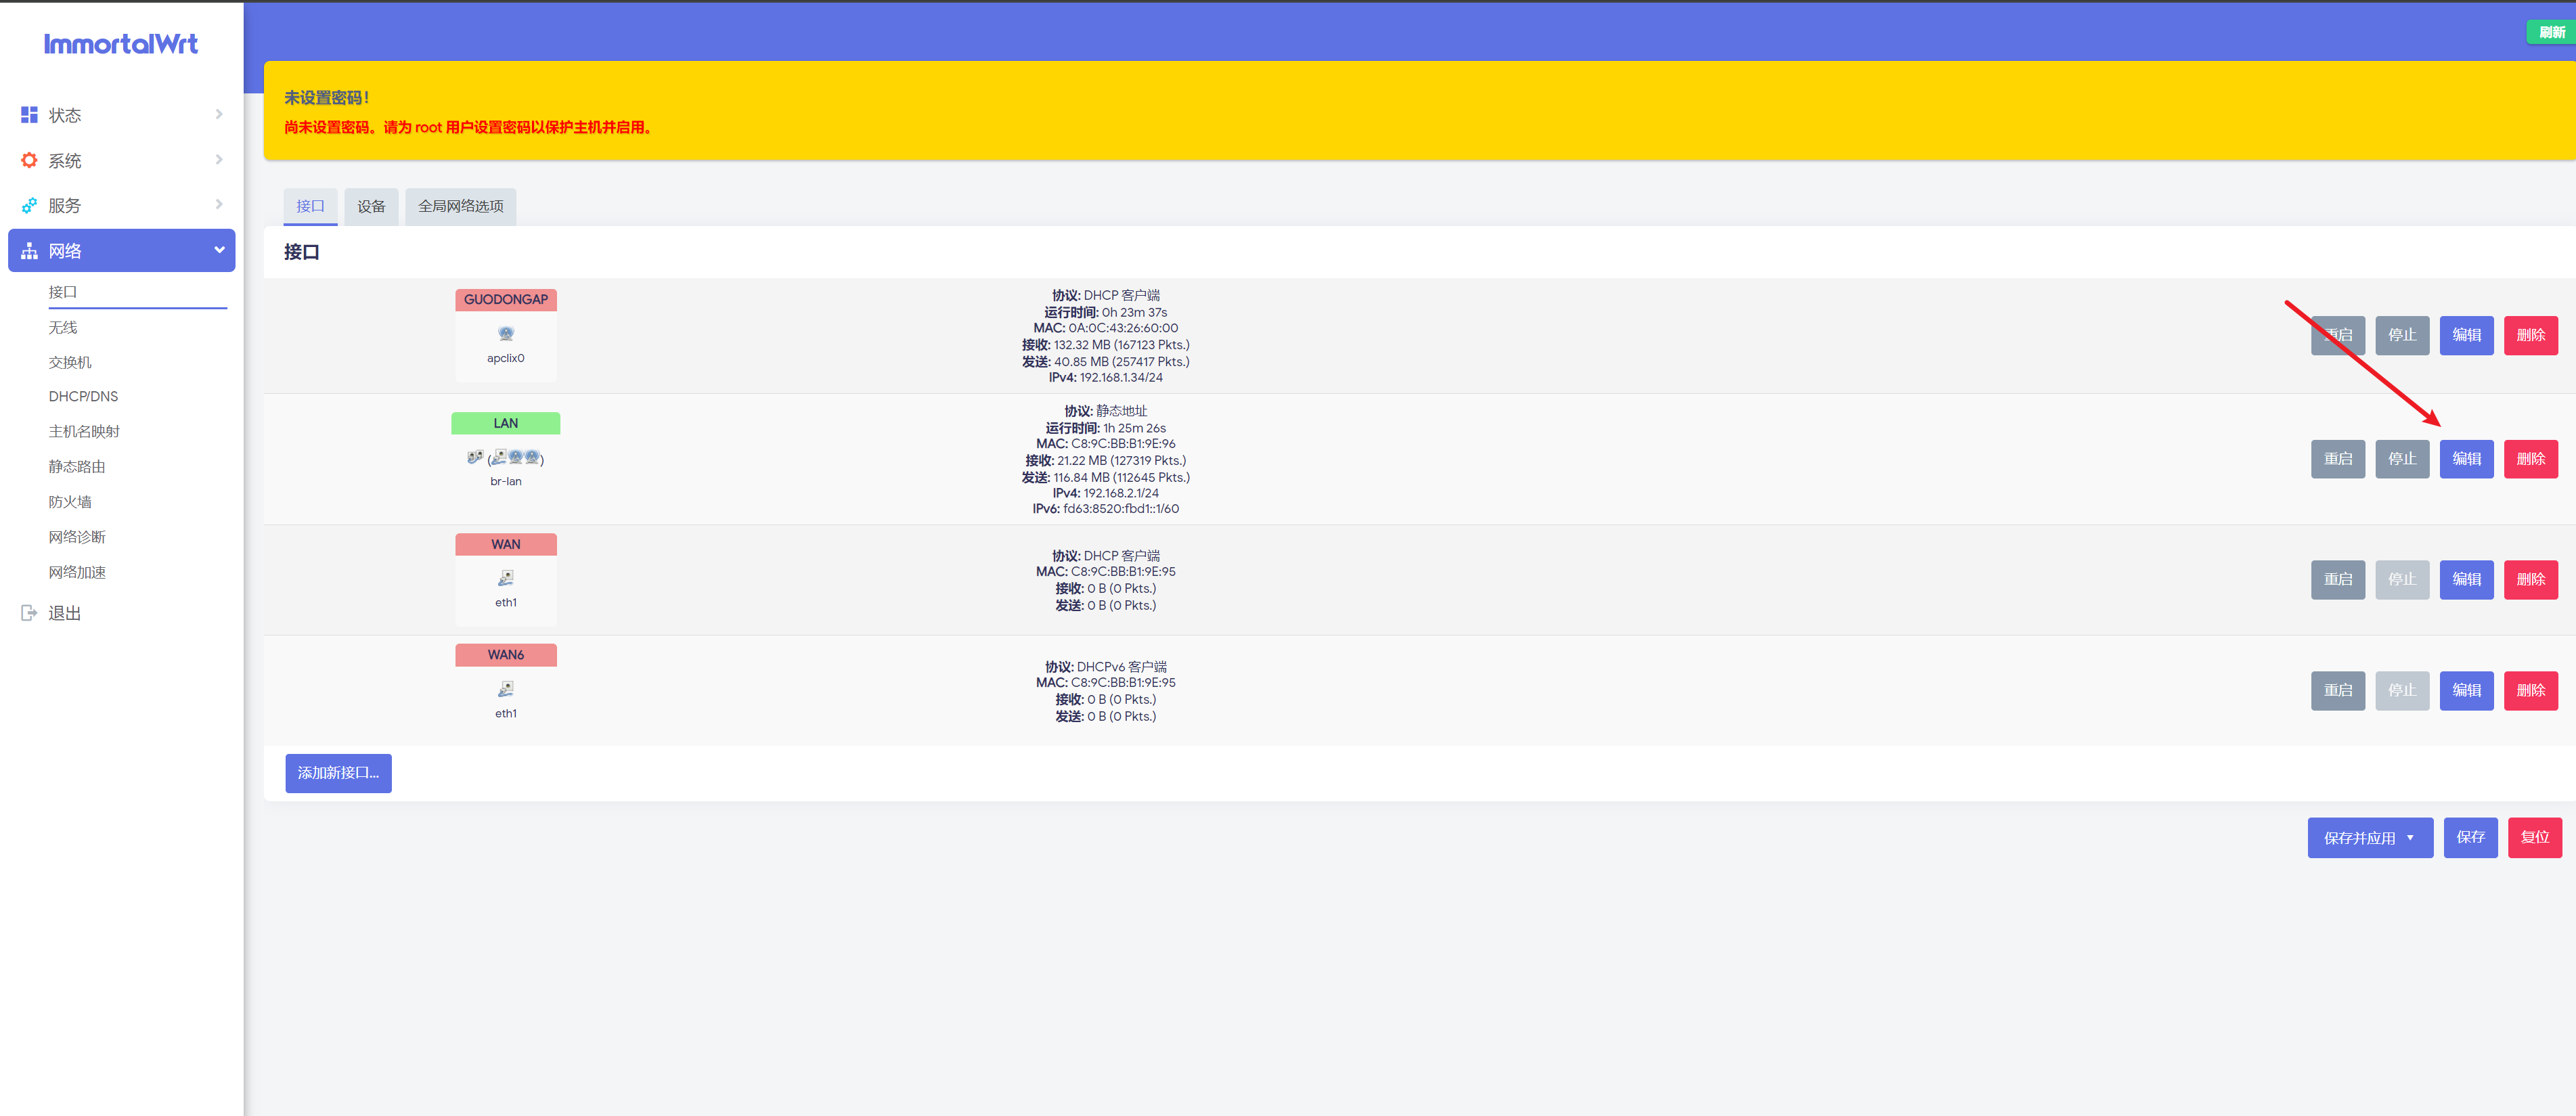 ImmortalWrt
刷新
状态
系统
服务
网络
接口
无线
交换机
DHCP/DNS
主机名映射
静态路由
防火墙
网络诊断
网络加速
退出
未设置密码！
尚未设置密码。请为 root 用户设置密码以保护主机并启用。
接口 设备 全局网络选项
接口
GUODONGAP
apclix0
协议: DHCP 客户端
运行时间: 0h 23m 37s
MAC: 0A:0C:43:26:60:00
接收: 132.32 MB (167123 Pkts.)
发送: 40.85 MB (257417 Pkts.)
IPv4: 192.168.1.34/24
重启 停止 编辑 删除
LAN
( )
br-lan
协议: 静态地址
运行时间: 1h 25m 26s
MAC: C8:9C:BB:B1:9E:96
接收: 21.22 MB (127319 Pkts.)
发送: 116.84 MB (112645 Pkts.)
IPv4: 192.168.2.1/24
IPv6: fd63:8520:fbd1::1/60
重启 停止 编辑 删除
WAN
eth1
协议: DHCP 客户端
MAC: C8:9C:BB:B1:9E:95
接收: 0 B (0 Pkts.)
发送: 0 B (0 Pkts.)
重启 停止 编辑 删除
WAN6
eth1
协议: DHCPv6 客户端
MAC: C8:9C:BB:B1:9E:95
接收: 0 B (0 Pkts.)
发送: 0 B (0 Pkts.)
重启 停止 编辑 删除
添加新接口...
保存并应用 保存 复位